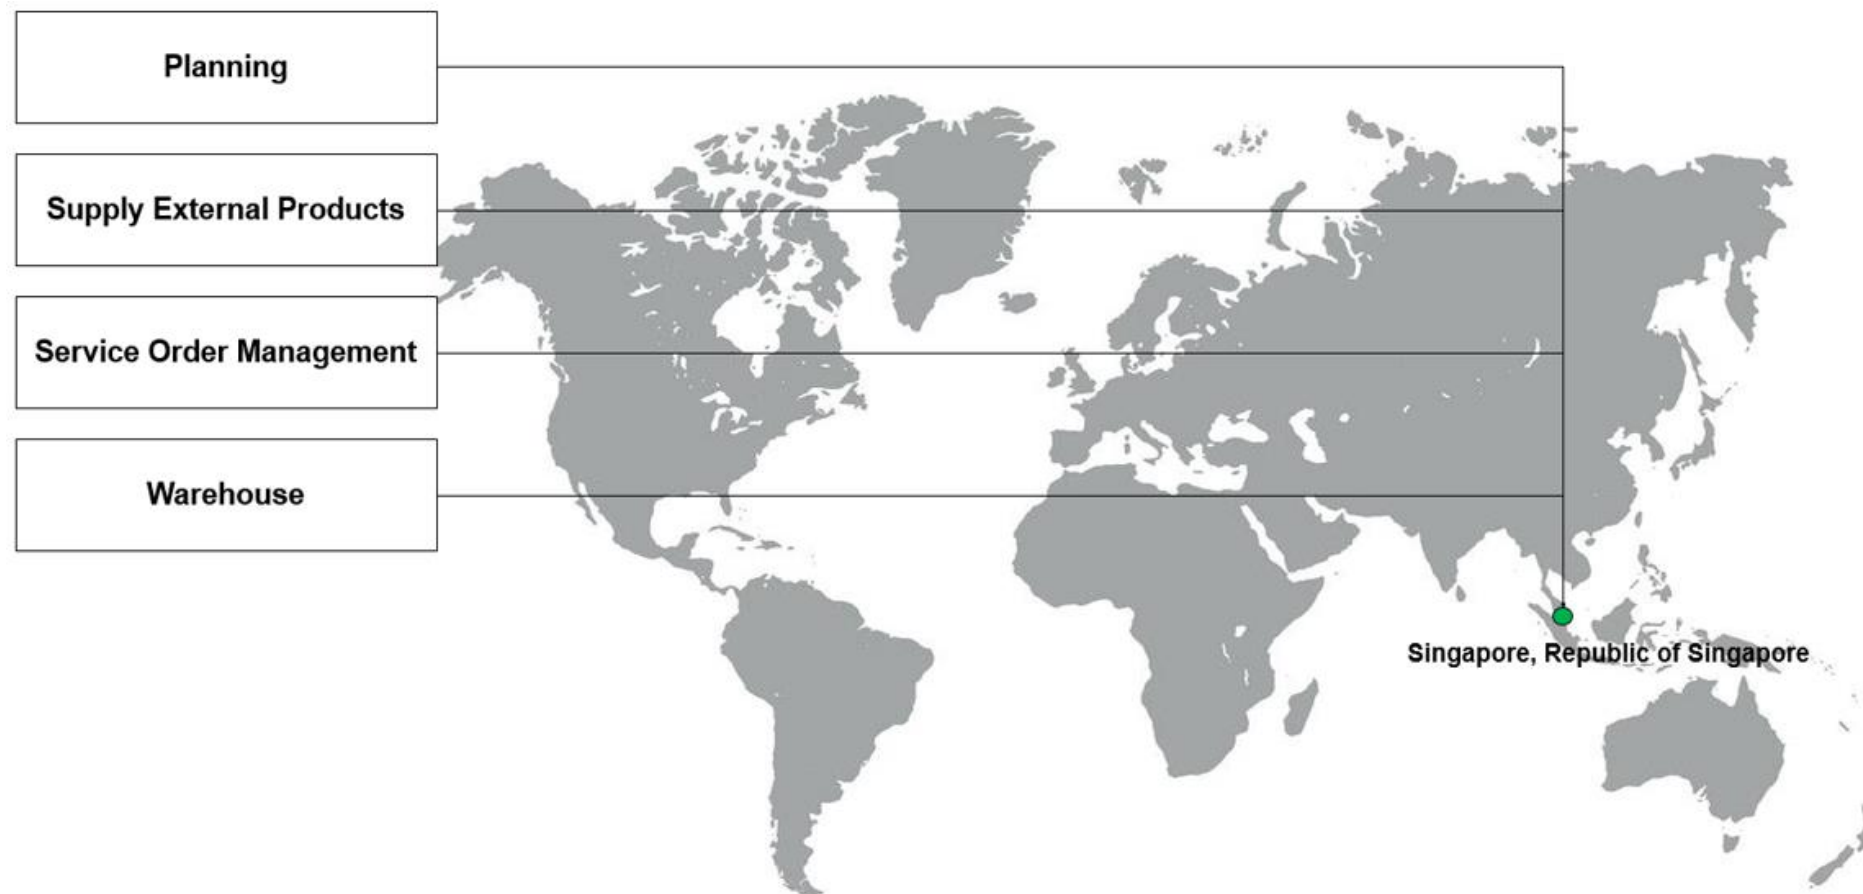 Planning
Supply External Products
Service Order Management
Warehouse
Singapore, Republic of Singapore